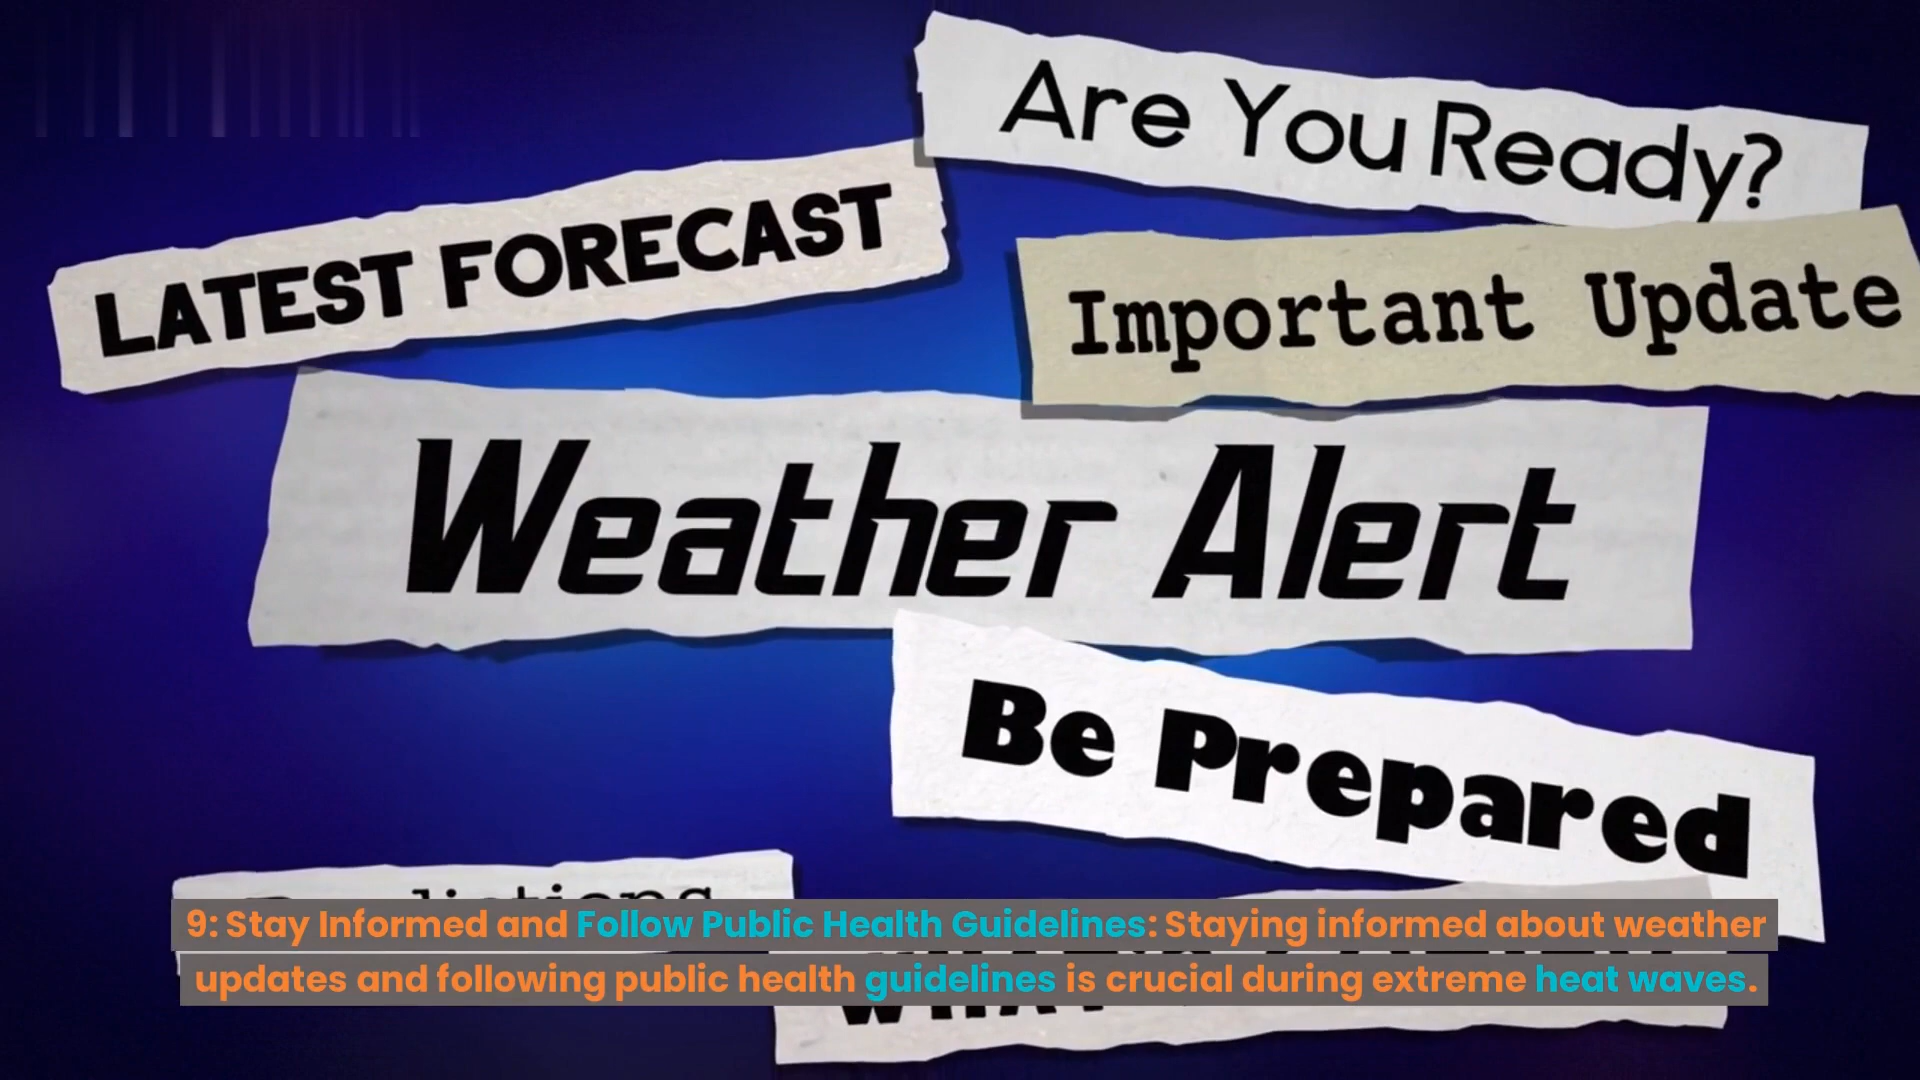 Are You Ready?
LATEST FORECAST
Important Update
Weather Alert
Be Prepared
9: Stay Informed and Follow Public Health Guidelines: Staying informed about weather
updates and following public health guidelines is crucial during extreme heat waves.